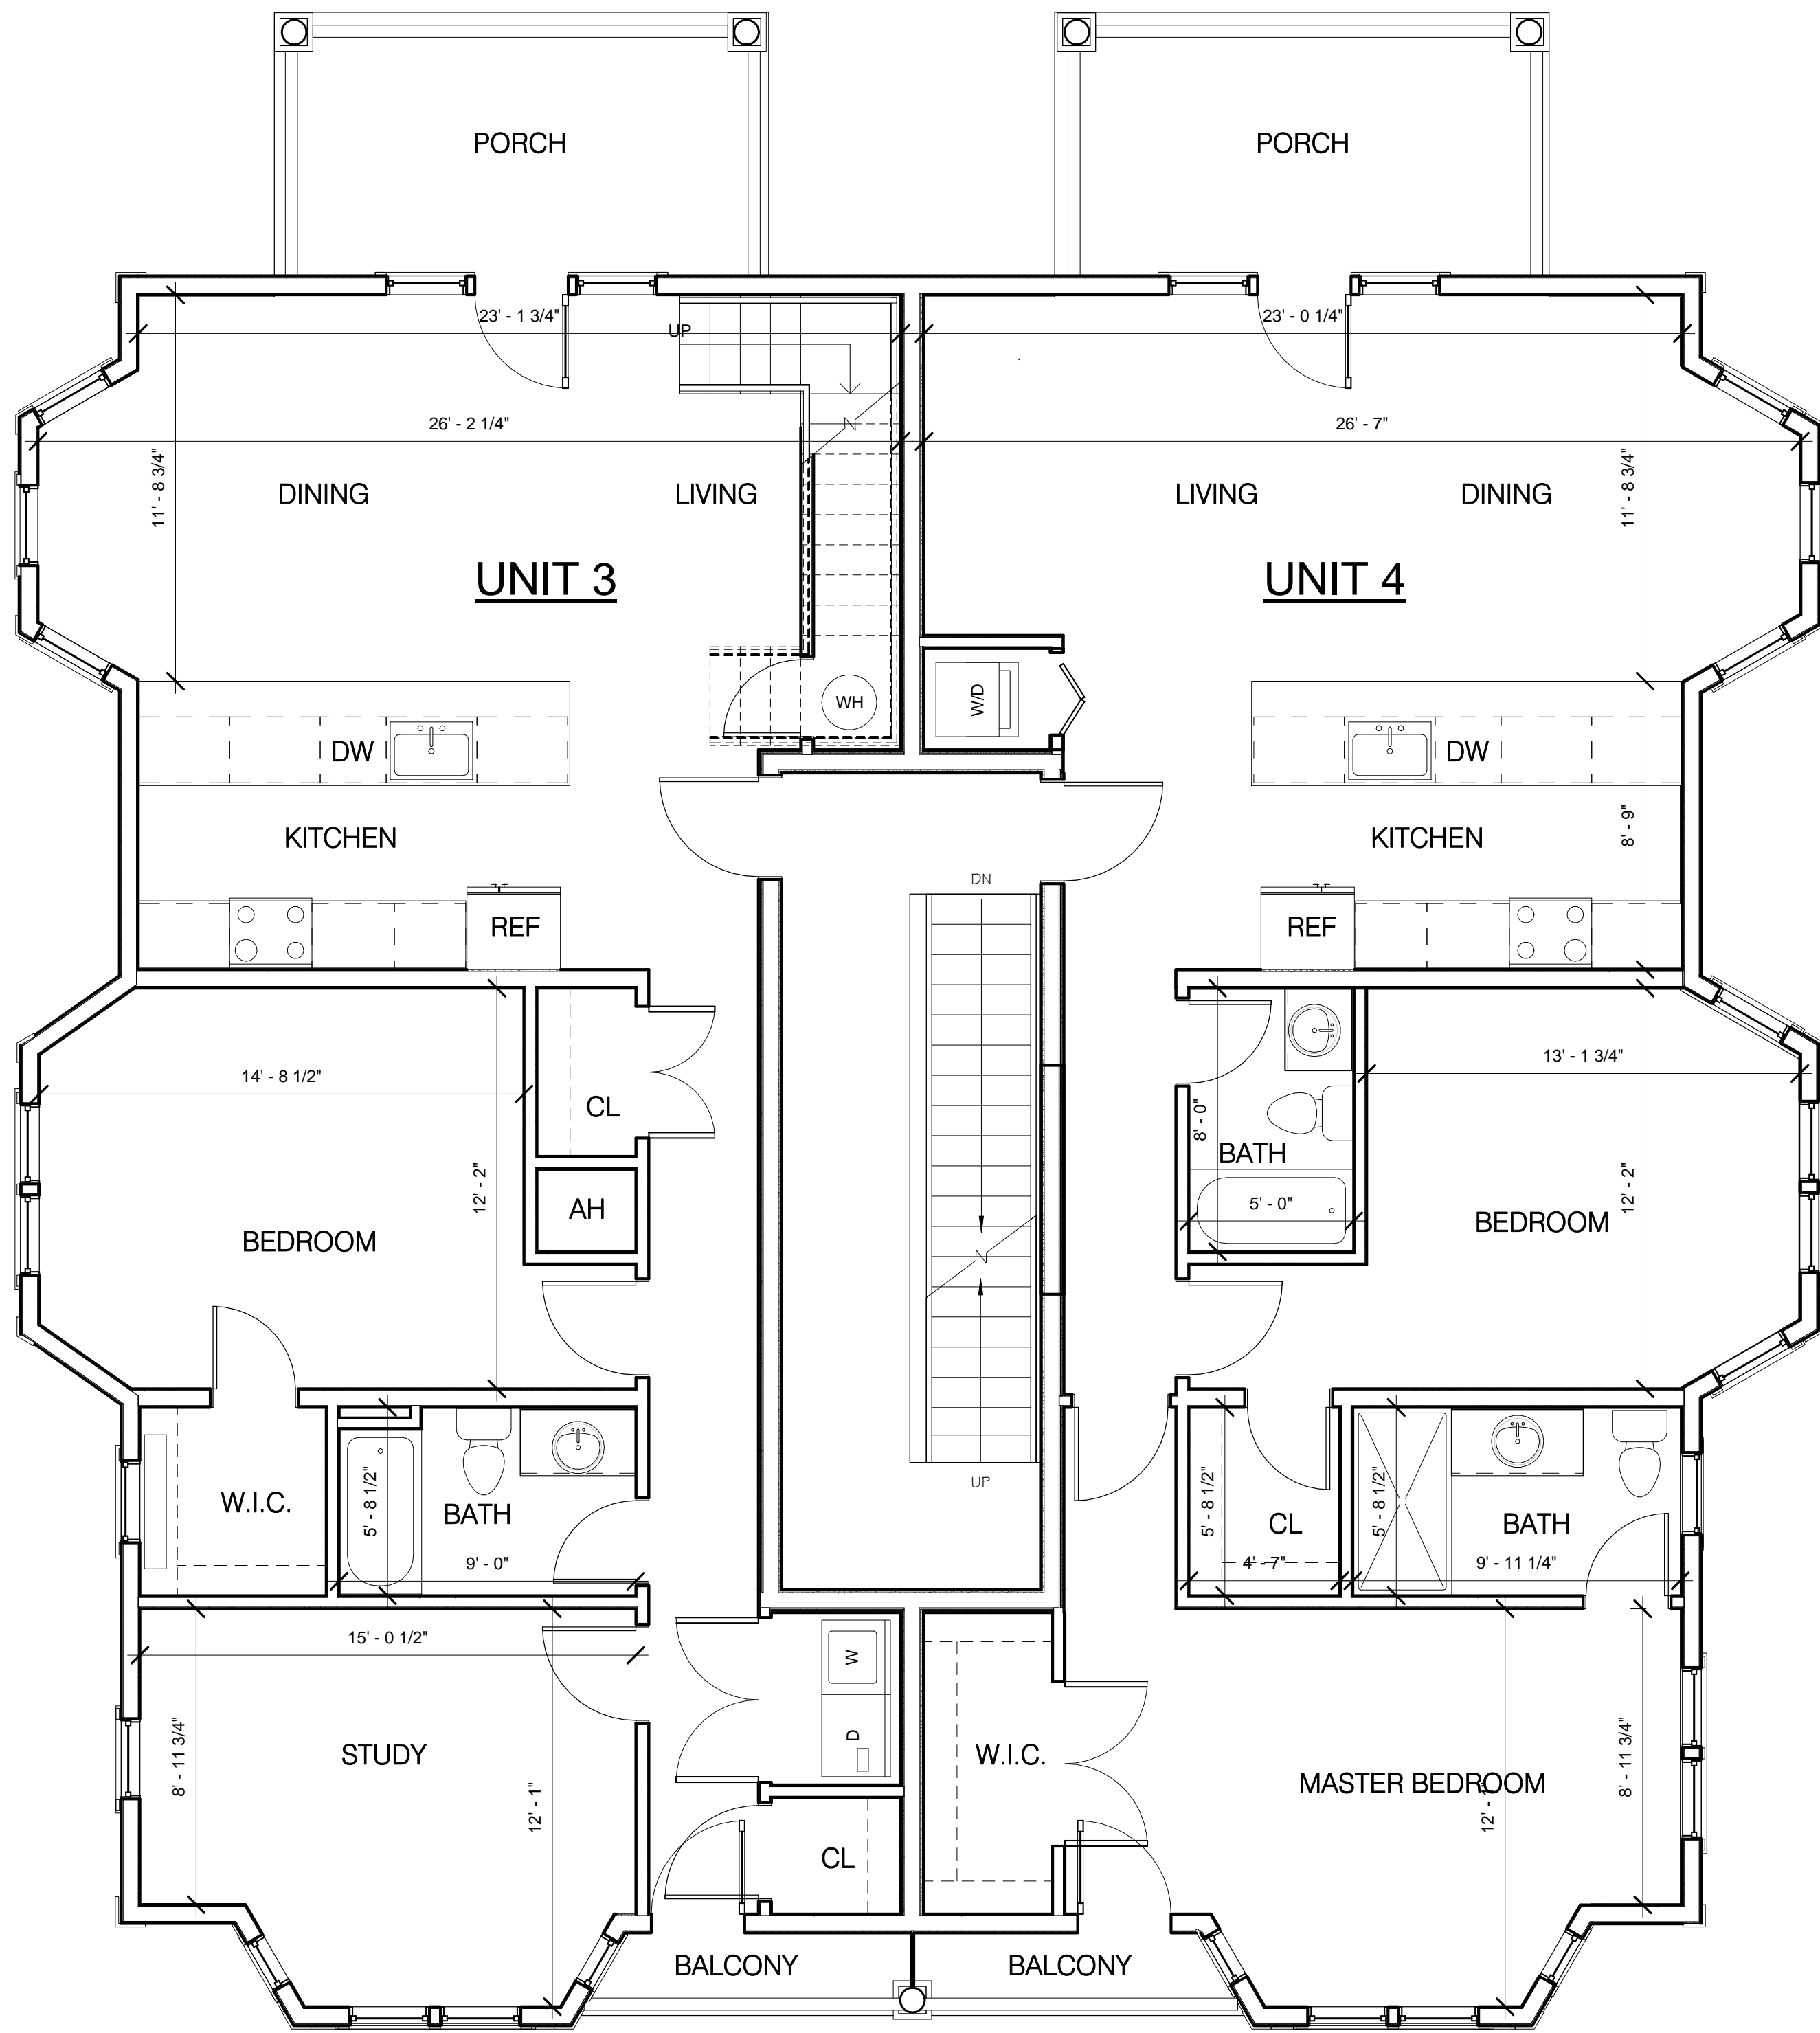 PORCH
PORCH
23' - 1 3/4"
UP
23' - 0 1/4"
26' - 2 1/4"
N
26' - 7"
11' - 8 3/4"
DINING
LIVING
LIVING
DINING
11' - 8 3/4"
UNIT 3
UNIT 4
WH
W/D
DW
DW
KITCHEN
KITCHEN
8' - 9"
DN
REF
REF
14' - 8 1/2"
13' - 1 3/4"
CL
8' - 0"
BATH
12' - 2"
AH
5' - 0"
12' - 2"
BEDROOM
BEDROOM
N
UP
W.I.C.
5' - 8 1/2"
BATH
9' - 0"
5' - 8 1/2"
CL
4' - 7"
5' - 8 1/2"
BATH
9' - 11 1/4"
15' - 0 1/2"
W
D
8' - 11 3/4"
STUDY
12' - 1"
W.I.C.
MASTER BEDROOM
12' -
8' - 11 3/4"
CL
BALCONY
BALCONY